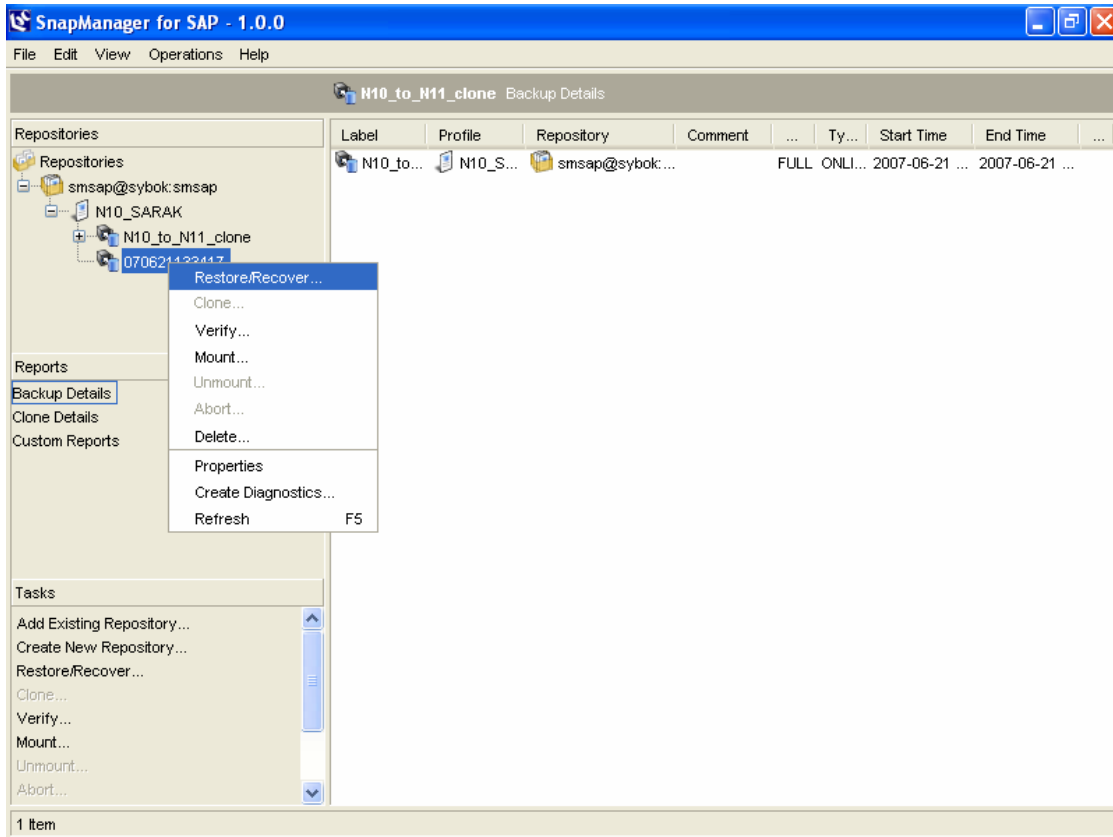 SnapManager for SAP - 1.0.0
File Edit View Operations Help
N10_to_N11_clone Backup Details
Repositories
Label Profile Repository Comment ... Ty... Start Time End Time ...
N10_to... N10_S... smsap@sybok:... FULL ONLI... 2007-06-21 ... 2007-06-21 ...
Repositories
smsap@sybok:smsap
N10_SARAK
N10_to_N11_clone
Restore/Recover...
Clone...
Verify...
Mount...
Unmount...
Abort...
Delete...
Properties
Create Diagnostics...
Refresh F5
Reports
Backup Details
Clone Details
Custom Reports
Tasks
Add Existing Repository...
Create New Repository...
Restore/Recover...
Clone...
Verify...
Mount...
Unmount...
Abort...
1 Item